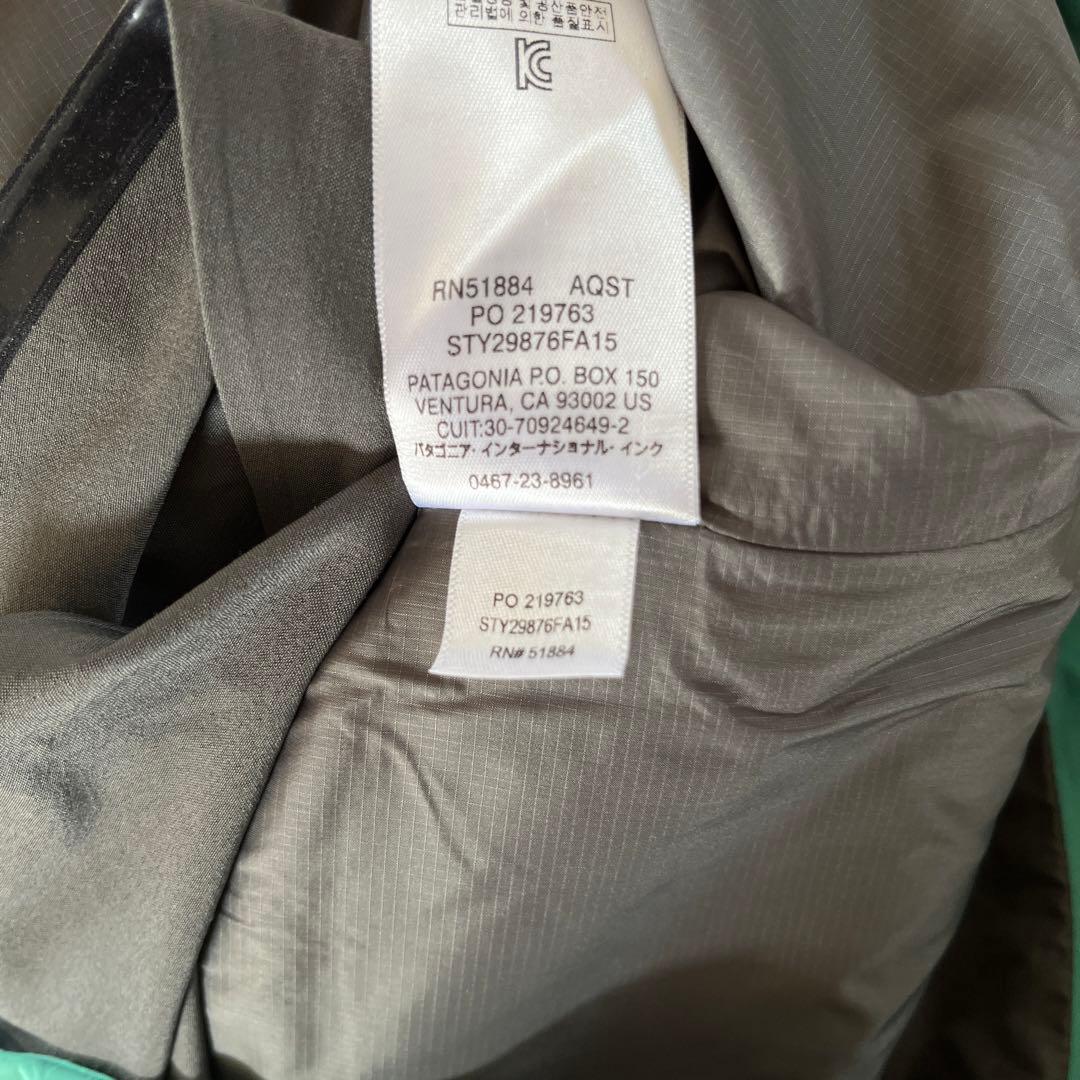 관리법에 의한 품질표시
RN51884 AQST
PO 219763
STY29876FA15
PATAGONIA P.O. BOX 150
VENTURA, CA 93002 US
CUIT:30-70924649-2
パタゴニア・インターナショナル・インク
0467-23-8961
PO 219763
STY29876FA15
RN# 51884